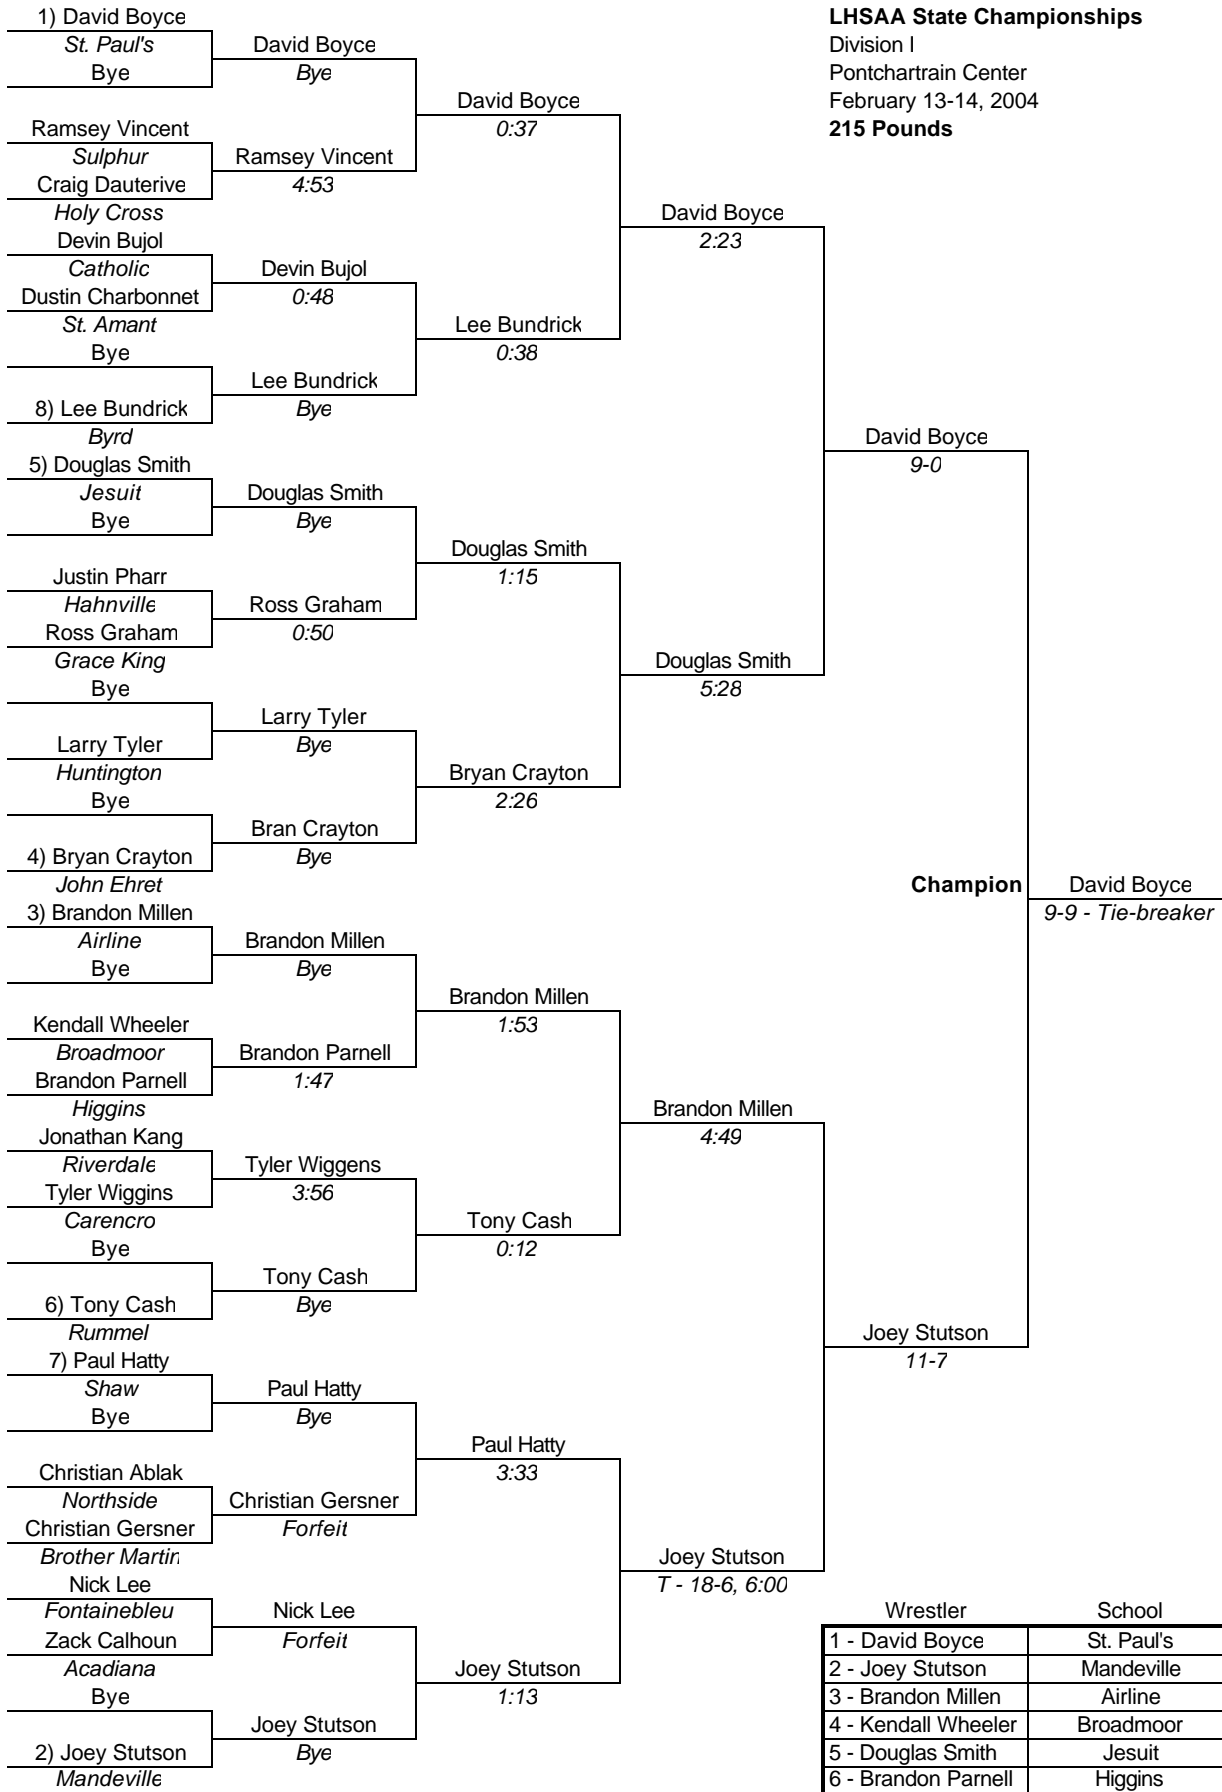 1) David Boyce
St. Paul's
Bye
Ramsey Vincent
Sulphur
Craig Dauterive
Holy Cross
Devin Bujol
Catholic
Dustin Charbonnet
St. Amant
Bye
8) Lee Bundrick
Byrd
5) Douglas Smith
Jesuit
Bye
Justin Pharr
Hahnville
Ross Graham
Grace King
Bye
Larry Tyler
Huntington
Bye
4) Bryan Crayton
John Ehret
3) Brandon Millen
Airline
Bye
Kendall Wheeler
Broadmoor
Brandon Parnell
Higgins
Jonathan Kang
Riverdale
Tyler Wiggins
Carencro
Bye
6) Tony Cash
Rummel
7) Paul Hatty
Shaw
Bye
Christian Ablak
Northside
Christian Gersner
Brother Martin
Nick Lee
Fontainebleu
Zack Calhoun
Acadiana
Bye
2) Joey Stutson
Mandeville
David Boyce
Bye
Ramsey Vincent
4:53
Devin Bujol
0:48
Lee Bundrick
Bye
Douglas Smith
Bye
Ross Graham
0:50
Larry Tyler
Bye
Bran Crayton
Bye
Brandon Millen
Bye
Brandon Parnell
1:47
Tyler Wiggens
3:56
Tony Cash
Bye
Paul Hatty
Bye
Christian Gersner
Forfeit
Nick Lee
Forfeit
Joey Stutson
Bye
David Boyce
0:37
Lee Bundrick
0:38
Douglas Smith
1:15
Bryan Crayton
2:26
Brandon Millen
1:53
Tony Cash
0:12
Paul Hatty
3:33
Joey Stutson
1:13
David Boyce
2:23
Douglas Smith
5:28
Brandon Millen
4:49
Joey Stutson
T - 18-6, 6:00
David Boyce
9-0
Joey Stutson
11-7
Champion
David Boyce
9-9 - Tie-breaker
LHSAA State Championships
Division I
Pontchartrain Center
February 13-14, 2004
215 Pounds
Wrestler School
1 - David Boyce St. Paul's
2 - Joey Stutson Mandeville
3 - Brandon Millen Airline
4 - Kendall Wheeler Broadmoor
5 - Douglas Smith Jesuit
6 - Brandon Parnell Higgins